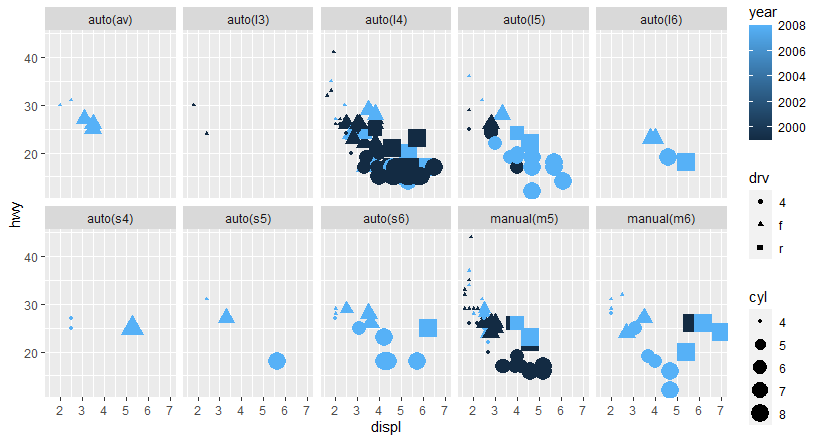 auto(av) auto(l3) auto(l4) auto(l5) auto(l6)
40
30
20
hwy
auto(s4) auto(s5) auto(s6) manual(m5) manual(m6)
40
30
20
2 3 4 5 6 7 2 3 4 5 6 7 2 3 4 5 6 7 2 3 4 5 6 7 2 3 4 5 6 7
displ
year
2008
2006
2004
2002
2000
drv
4
f
r
cyl
4
5
6
7
8